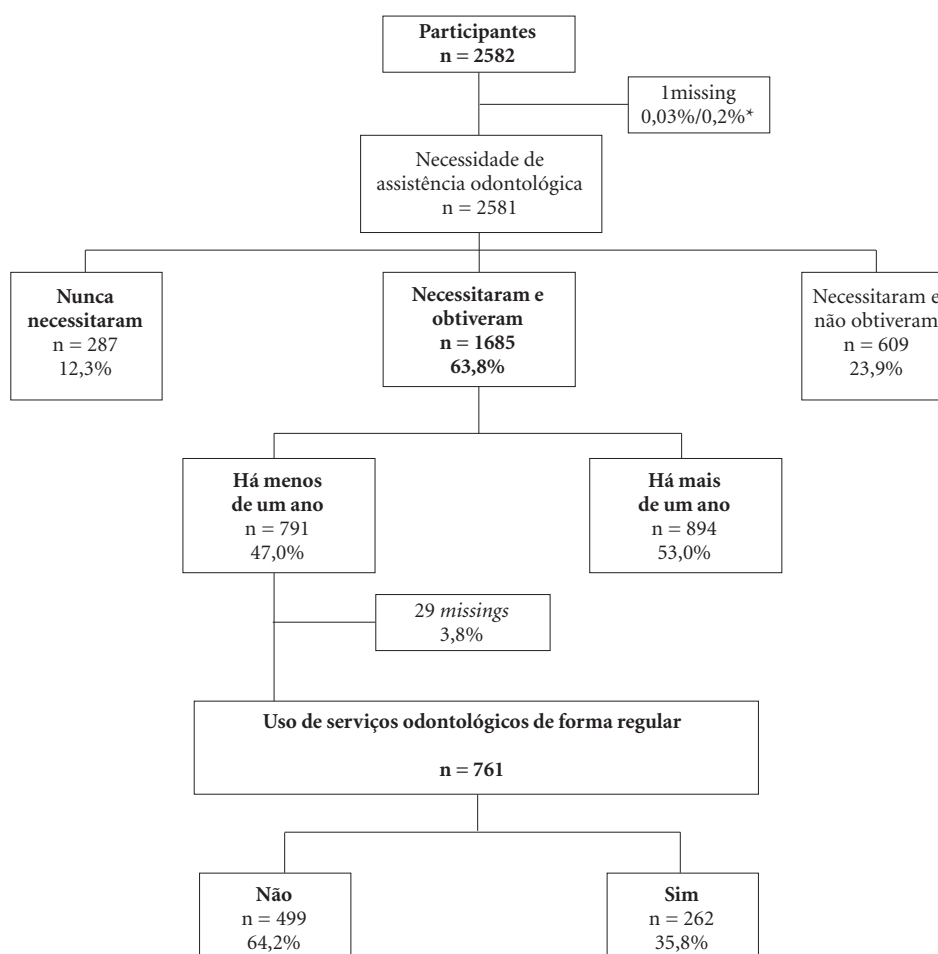 Participantes
n = 2582
1missing
0,03%/0,2%*
Necessidade de
assistência odontológica
n = 2581
Nunca
necessitaram
n = 287
12,3%
Necessitaram e
obtiveram
n = 1685
63,8%
Necessitaram e
não obtiveram
n = 609
23,9%
Há menos
de um ano
n = 791
47,0%
Há mais
de um ano
n = 894
53,0%
29 missings
3,8%
Uso de serviços odontológicos de forma regular
n = 761
Não
n = 499
64,2%
Sim
n = 262
35,8%